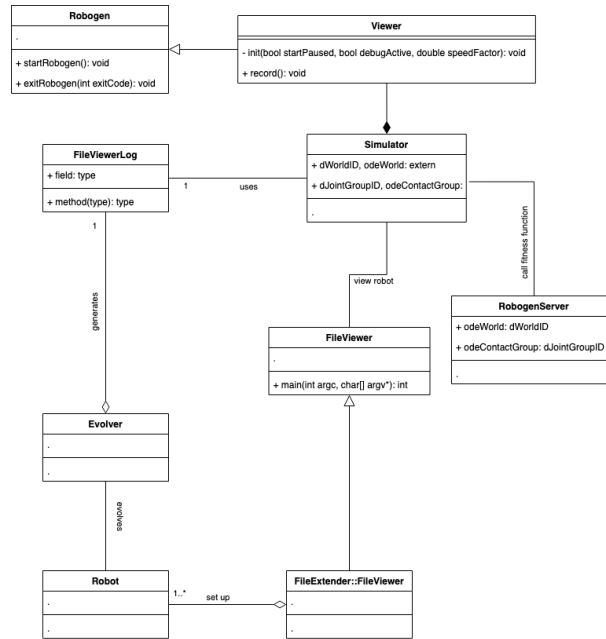 Robogen
.
+ startRobogen(): void
+ exitRobogen(int exitCode): void
Viewer
- init(bool startPaused, bool debugActive, double speedFactor): void
+ record(): void
FileViewerLog
+ field: type
+ method(type): type
1
uses
1
Simulator
+ dWorldID, odeWorld: extern
+ dJointGroupID, odeContactGroup:
.
call fitness function
view robot
generates
RobogenServer
+ odeWorld: dWorldID
+ odeContactGroup: dJointGroupID
.
FileViewer
.
+ main(int argc, char[] argv*): int
Evolver
.
.
evolves
Robot
.
.
1..*
set up
FileExtender::FileViewer
.
.